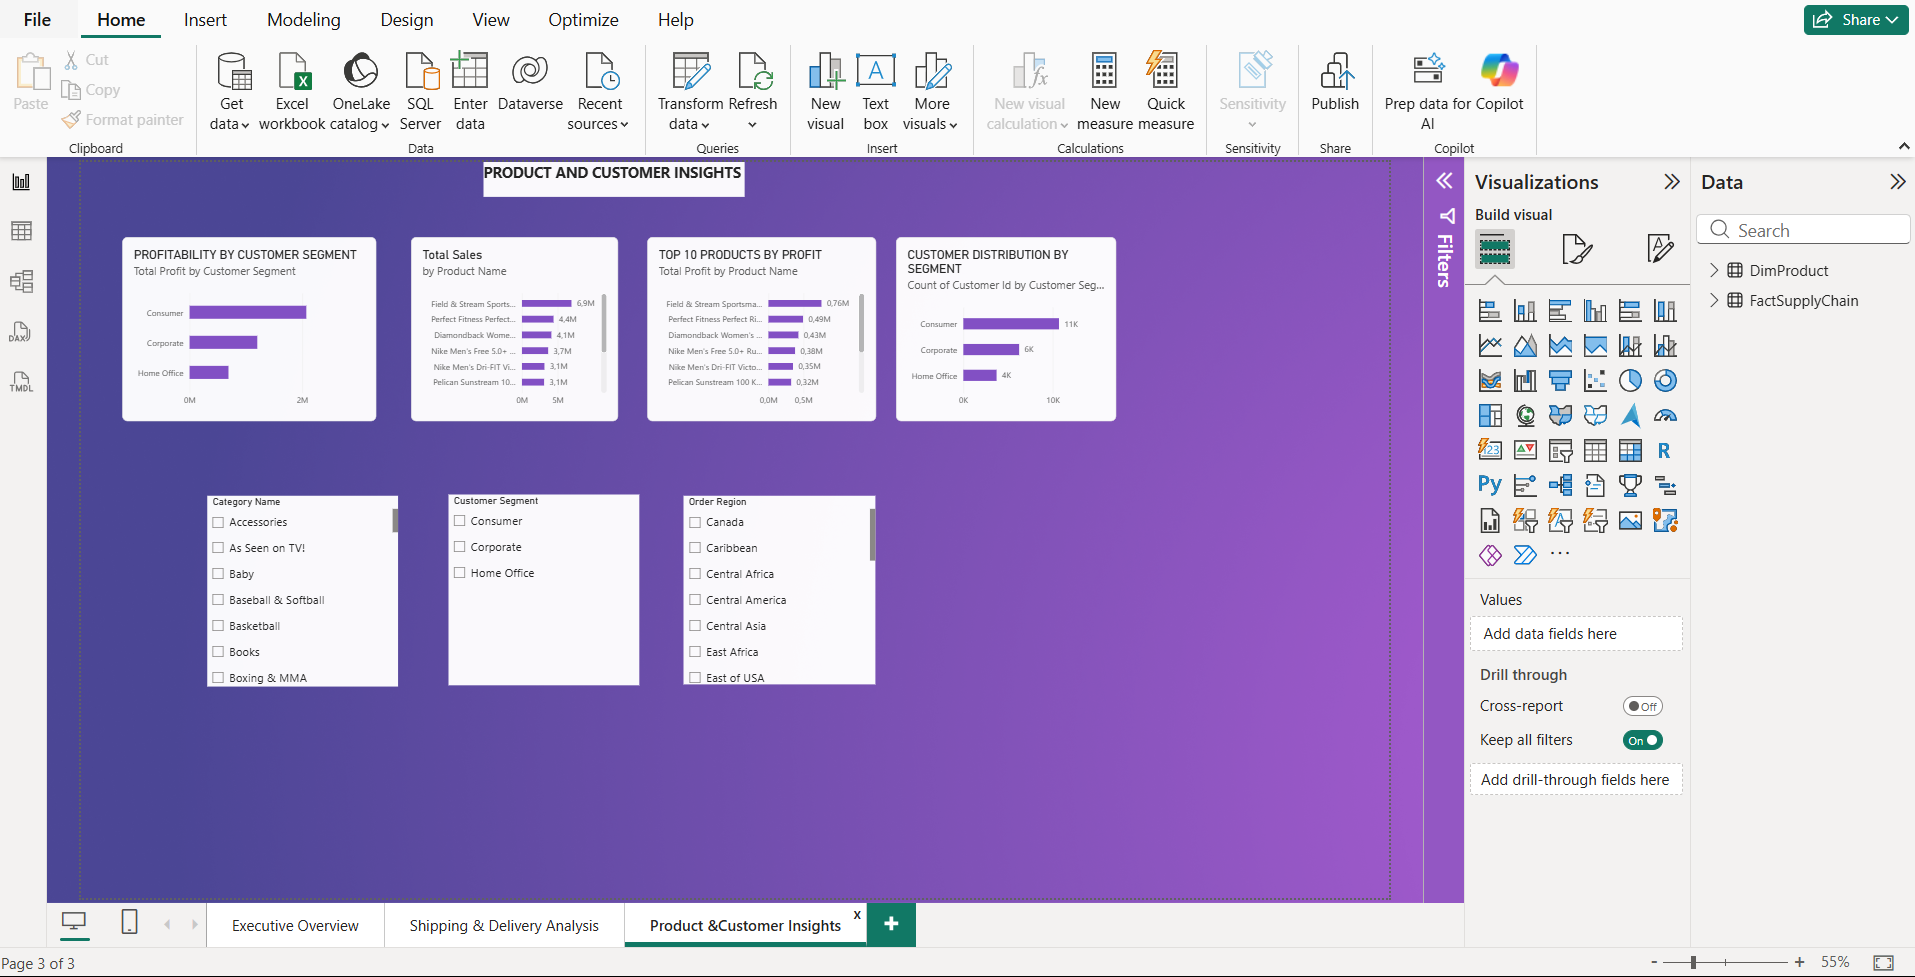 File
Home
Insert
Modeling
Design
View
Optimize
Help
Share
Paste
Cut
Copy
Format painter
Clipboard
Get data
Excel workbook
OneLake catalog
SQL Server
Enter data
Dataverse
Recent sources
Data
Transform data
Refresh
Queries
New visual
Text box
More visuals
Insert
New visual calculation
New measure
Quick measure
Calculations
Sensitivity
Sensitivity
Publish
Share
Prep data for AI
Copilot
Copilot
DAX
TMDL
PRODUCT AND CUSTOMER INSIGHTS
PROFITABILITY BY CUSTOMER SEGMENT
Total Profit by Customer Segment
Consumer
Corporate
Home Office
0M 2M
Total Sales
by Product Name
Field & Stream Sports... 6,9M
Perfect Fitness Perfect... 4,4M
Diamondback Wome... 4,1M
Nike Men's Free 5.0+ ... 3,7M
Nike Men's Dri-FIT Vi... 3,1M
Pelican Sunstream 10... 3,1M
0M 5M
TOP 10 PRODUCTS BY PROFIT
Total Profit by Product Name
Field & Stream Sportsma... 0,76M
Perfect Fitness Perfect Ri... 0,49M
Diamondback Women's ... 0,43M
Nike Men's Free 5.0+ Ru... 0,38M
Nike Men's Dri-FIT Victo... 0,35M
Pelican Sunstream 100 K... 0,32M
0,0M 0,5M
CUSTOMER DISTRIBUTION BY
SEGMENT
Count of Customer Id by Customer Seg...
Consumer 11K
Corporate 6K
Home Office 4K
0K 10K
Category Name
Accessories
As Seen on TV!
Baby
Baseball & Softball
Basketball
Books
Boxing & MMA
Customer Segment
Consumer
Corporate
Home Office
Order Region
Canada
Caribbean
Central Africa
Central America
Central Asia
East Africa
East of USA
Filters
Visualizations
Build visual
123
R
Py
...
Values
Add data fields here
Drill through
Cross-report
Off
Keep all filters
On
Add drill-through fields here
Data
Search
DimProduct
FactSupplyChain
Executive Overview
Shipping & Delivery Analysis
Product &Customer Insights
x
+
Page 3 of 3
- + 55%